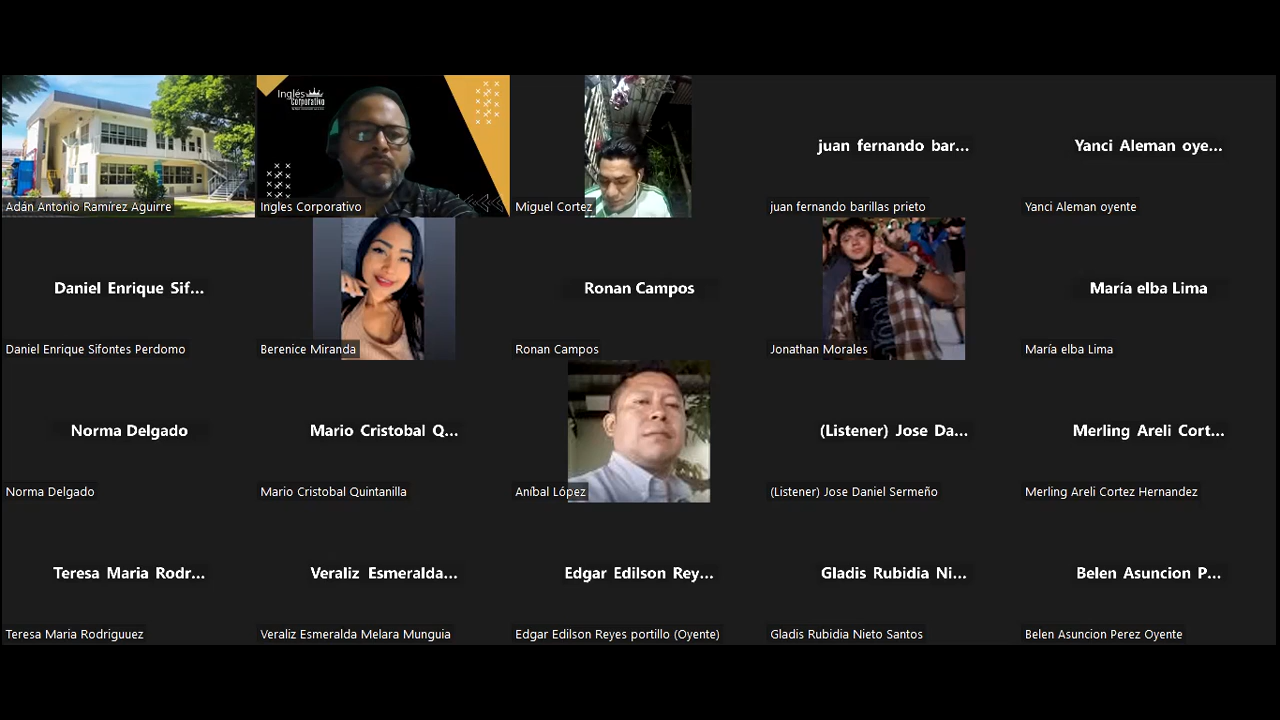 Inglés
Corporativo
Adán Antonio Ramírez Aguirre
Ingles Corporativo
Miguel Cortez
juan fernando bar...
juan fernando barillas prieto
Yanci Aleman oye...
Yanci Aleman oyente
Daniel Enrique Sif...
Daniel Enrique Sifontes Perdomo
Berenice Miranda
Ronan Campos
Ronan Campos
Jonathan Morales
María elba Lima
María elba Lima
Norma Delgado
Norma Delgado
Mario Cristobal Q...
Mario Cristobal Quintanilla
Aníbal López
(Listener) Jose Da...
(Listener) Jose Daniel Sermeño
Merling Areli Cort...
Merling Areli Cortez Hernandez
Teresa Maria Rodr...
Teresa Maria Rodriguuez
Veraliz Esmeralda...
Veraliz Esmeralda Melara Munguia
Edgar Edilson Rey...
Edgar Edilson Reyes portillo (Oyente)
Gladis Rubidia Ni...
Gladis Rubidia Nieto Santos
Belen Asuncion P...
Belen Asuncion Perez Oyente